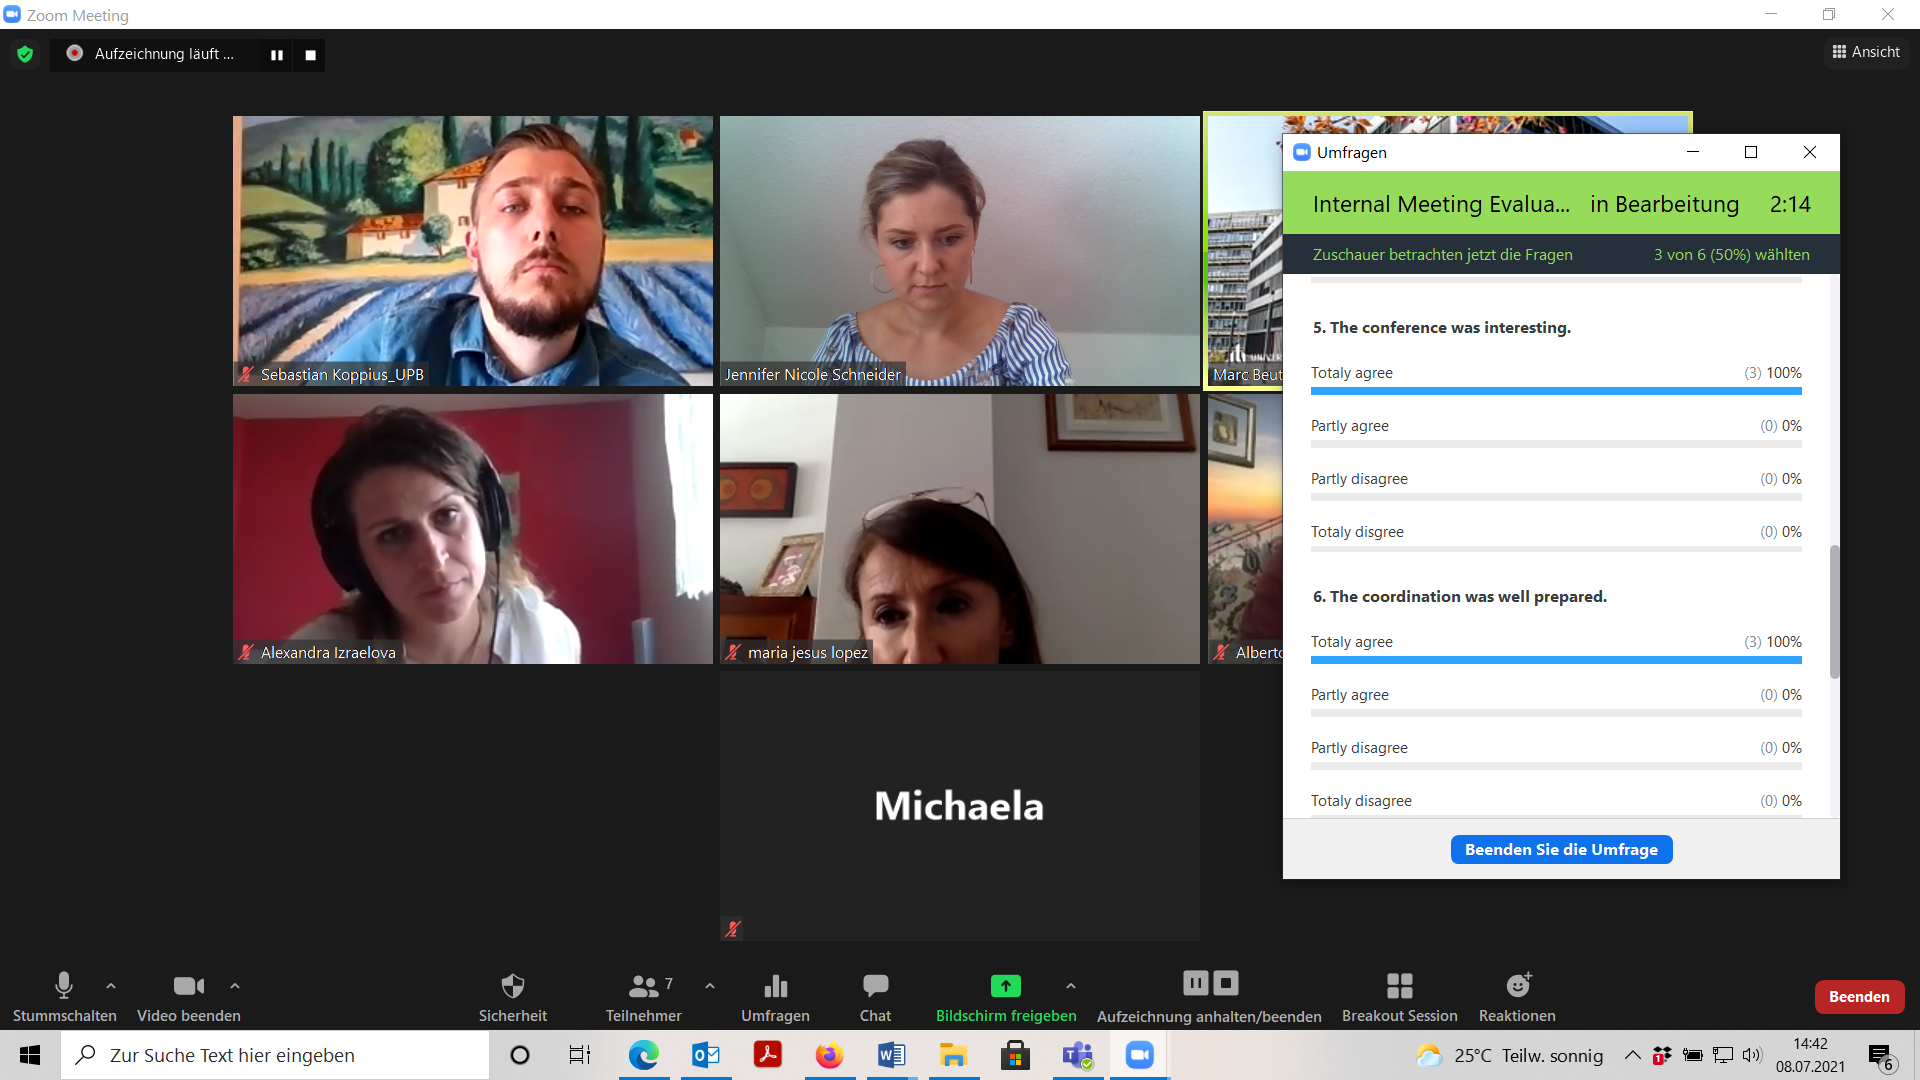 Zoom Meeting
Aufzeichnung läuft ...
Ansicht
Sebastian Koppius_UPB
Jennifer Nicole Schneider
UNIVER
Marc Beut
Alexandra Izraelova
maria jesus lopez
Alberto
Michaela
Umfragen
Internal Meeting Evalua... in Bearbeitung 2:14
Zuschauer betrachten jetzt die Fragen 3 von 6 (50%) wählten
5. The conference was interesting.
Totaly agree (3) 100%
Partly agree (0) 0%
Partly disagree (0) 0%
Totaly disgree (0) 0%
6. The coordination was well prepared.
Totaly agree (3) 100%
Partly agree (0) 0%
Partly disagree (0) 0%
Totaly disagree (0) 0%
Beenden Sie die Umfrage
Stummschalten
Video beenden
Sicherheit
7
Teilnehmer
Umfragen
Chat
Bildschirm freigeben
Aufzeichnung anhalten/beenden
Breakout Session
Reaktionen
Beenden
Zur Suche Text hier eingeben
25°C Teilw. sonnig
1
14:42
08.07.2021
6